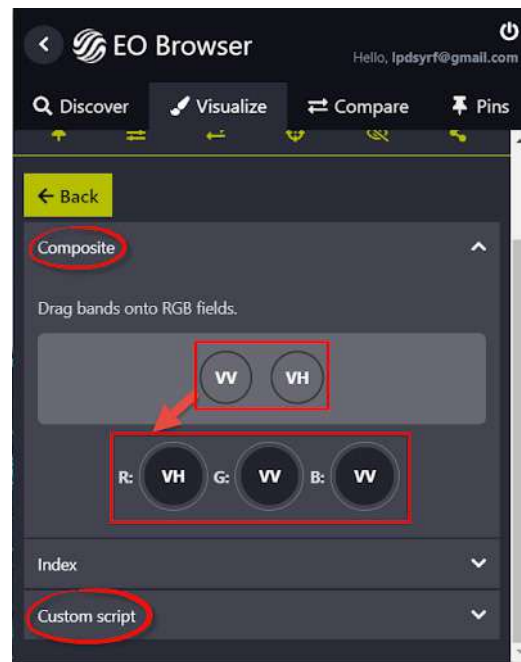 EO Browser
Hello, lpdsyrf@gmail.com
Discover Visualize Compare Pins
Back
Composite
Drag bands onto RGB fields.
VV VH
R: VH G: VV B: VV
Index
Custom script